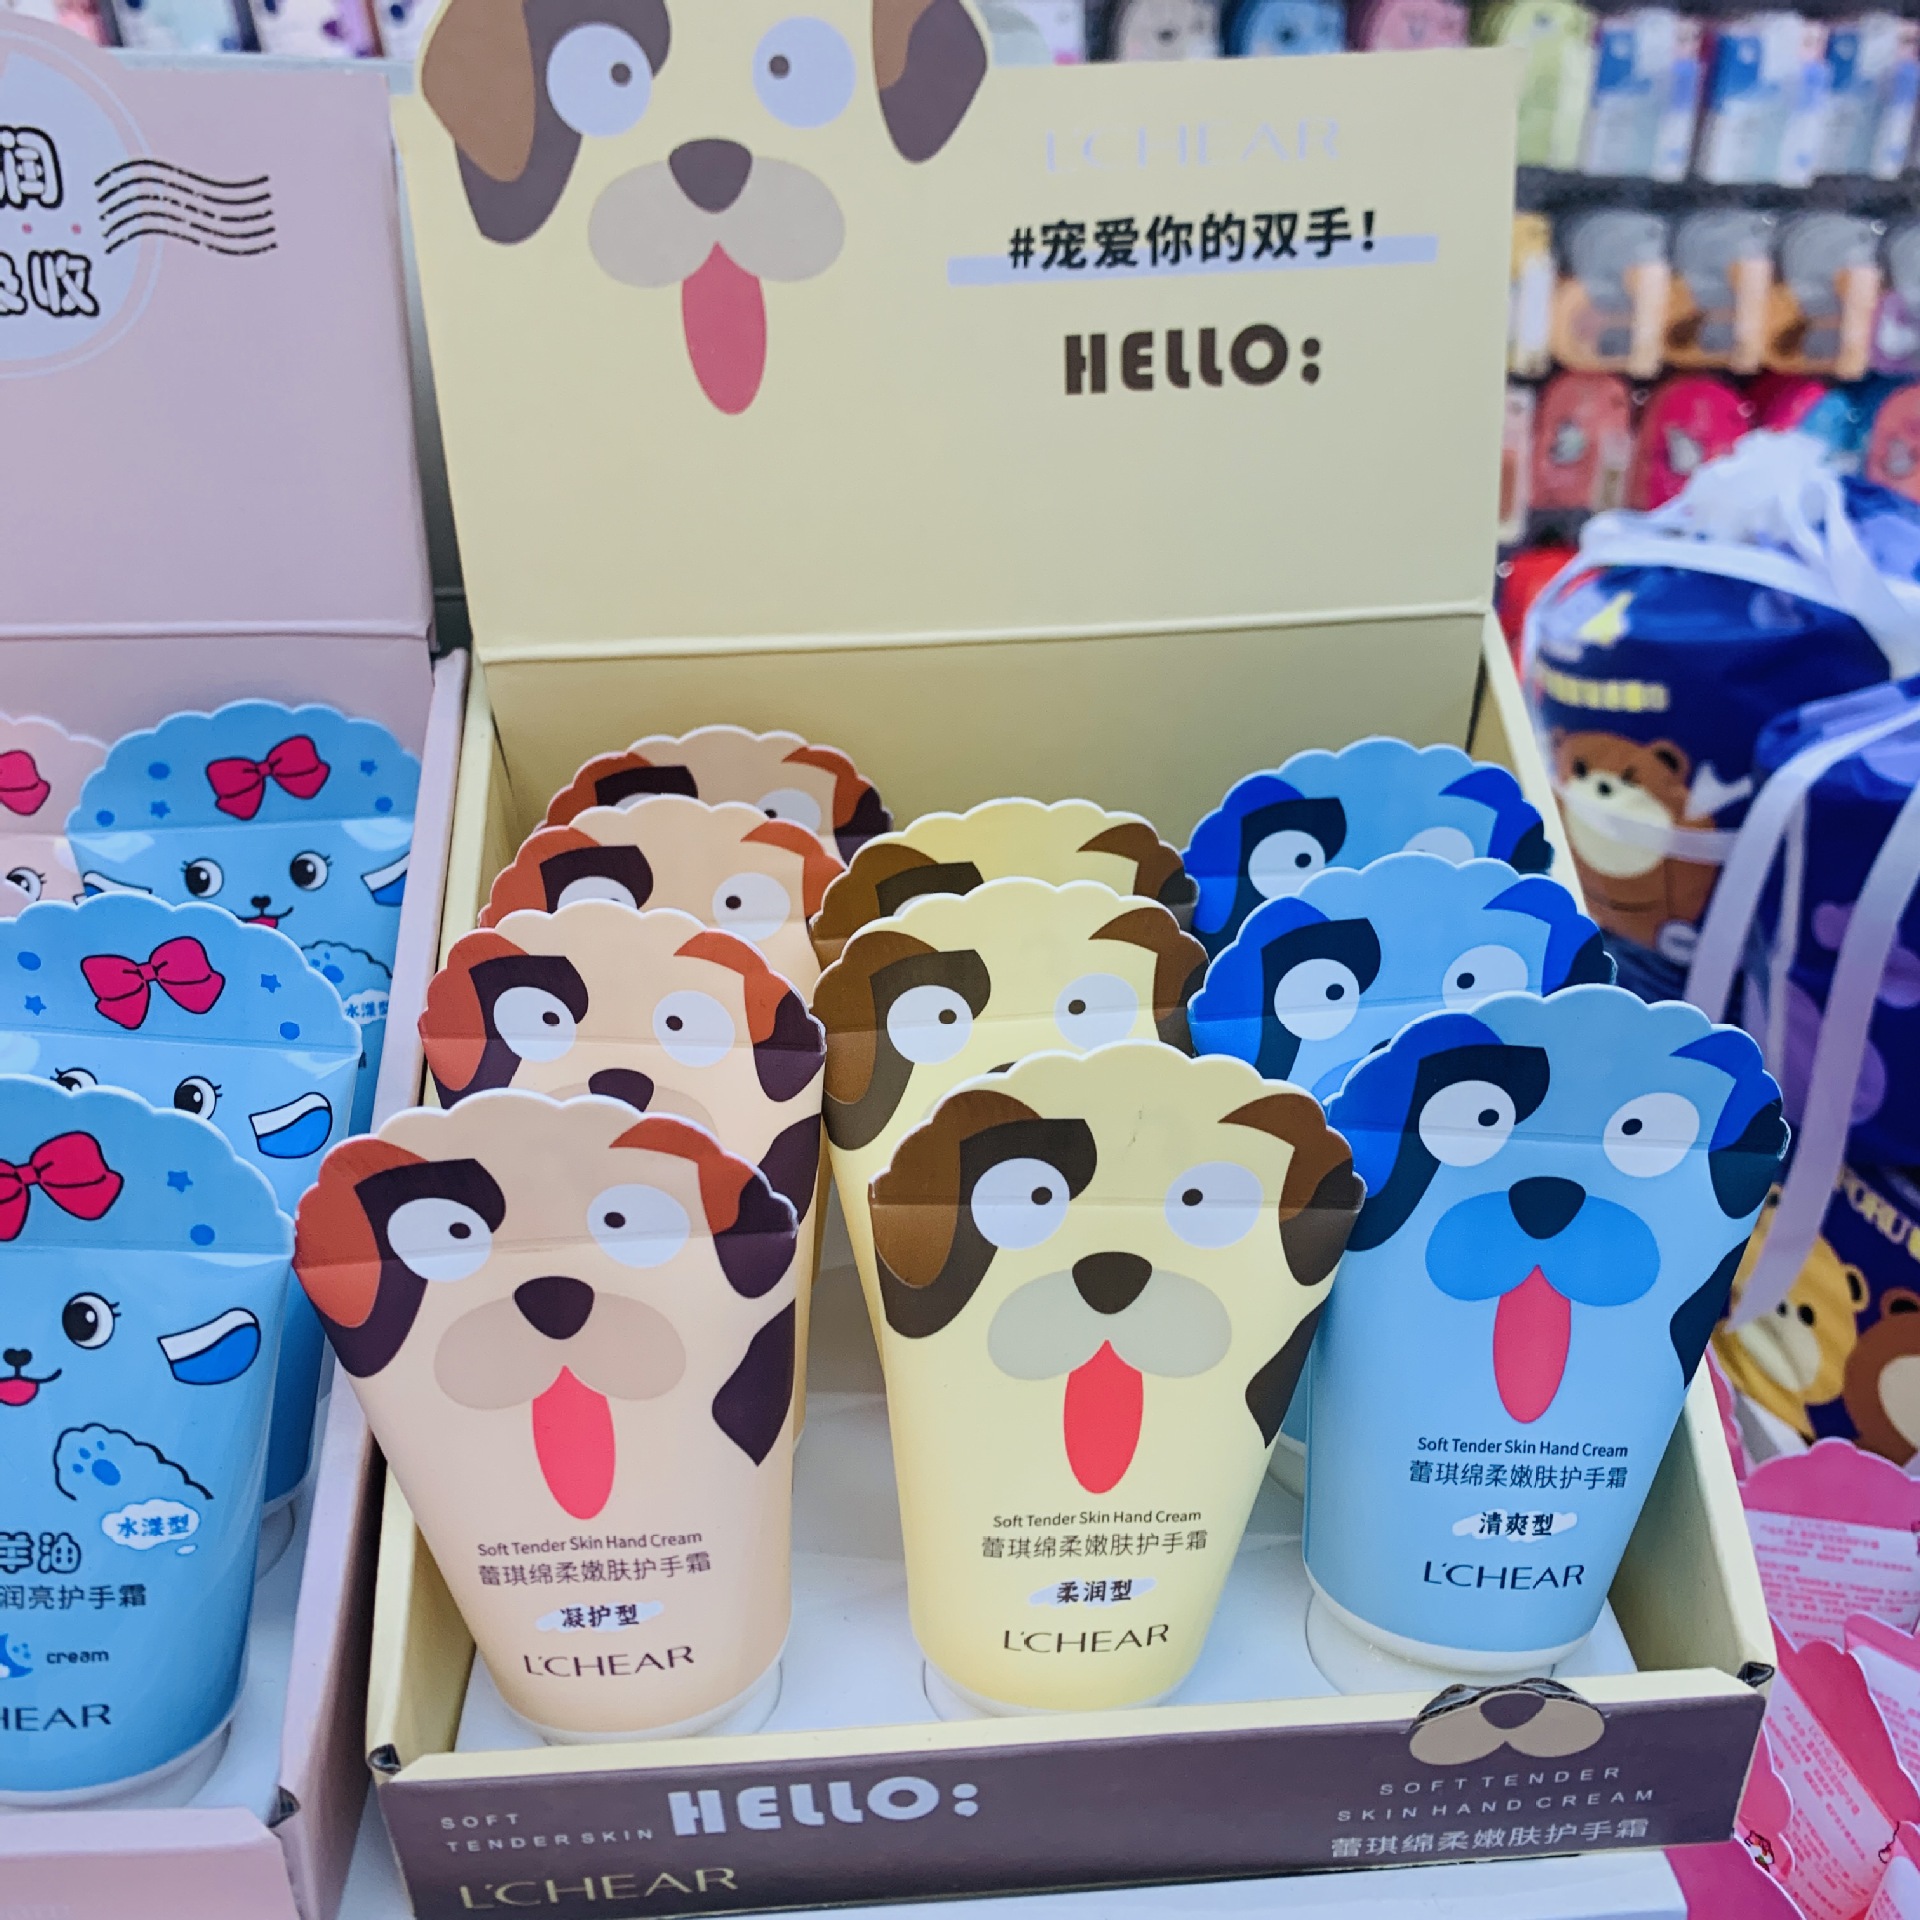 润
收
L'CHEAR
#宠爱你的双手!
HELLO;
水漾型
水漾型
羊油
润亮护手霜
cream
HEAR
Soft Tender Skin Hand Cream
蕾琪绵柔嫩肤护手霜
凝护型
L'CHEAR
Soft Tender Skin Hand Cream
蕾琪绵柔嫩肤护手霜
柔润型
L'CHEAR
Soft Tender Skin Hand Cream
蕾琪绵柔嫩肤护手霜
清爽型
L'CHEAR
SOFT
TENDER SKIN
HELLO;
L'CHEAR
SOFT TENDER
SKIN HAND CREAM
蕾琪绵柔嫩肤护手霜